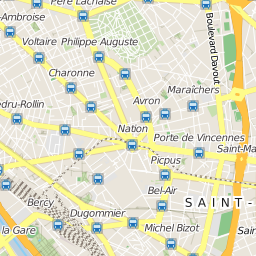 Père Lachaise
-Ambroise
Boulevard Davout
Voltaire
Philippe Auguste
Charonne
Avron
Maraîchers
edru-Rollin
Nation
Porte de Vincennes
Saint-Ma
Picpus
Bel-Air
Bercy
SAINT-
Dugommier
la Gare
Michel Bizot